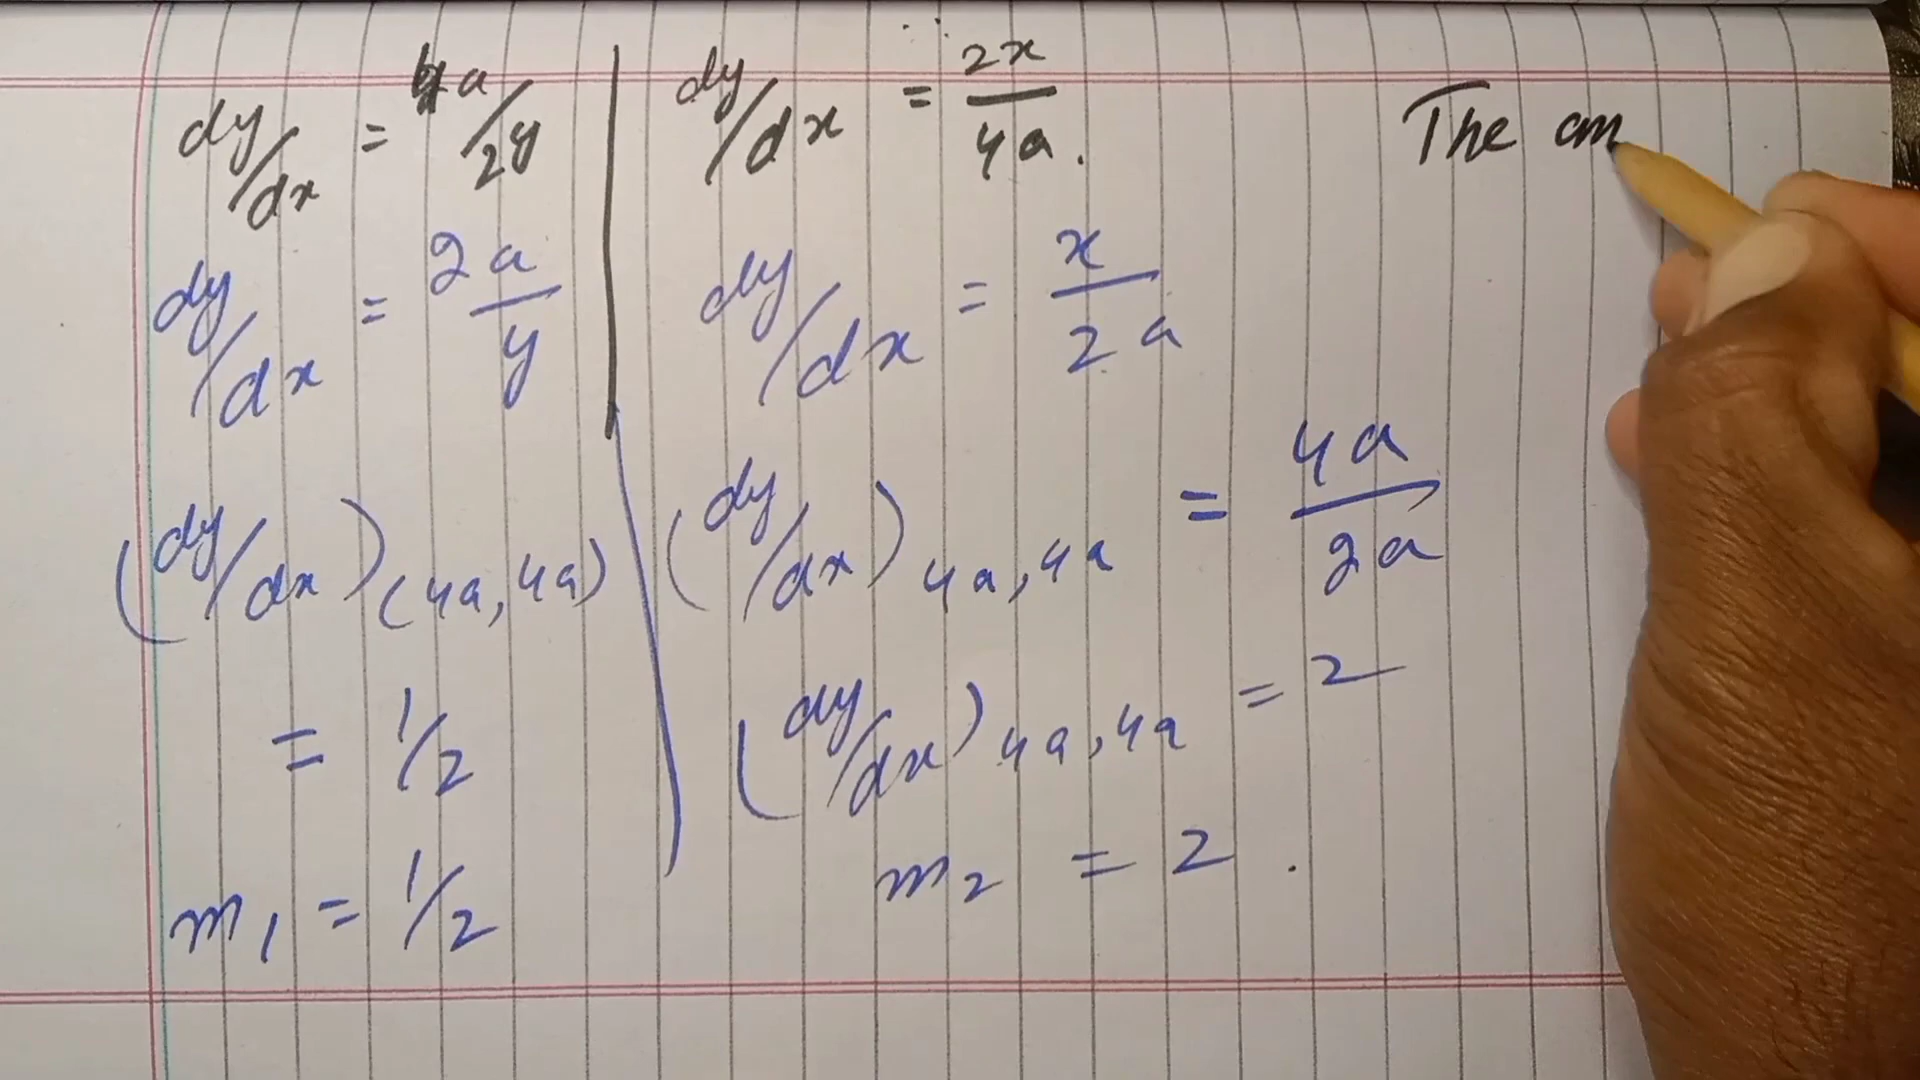 dy/dx = 4a/2y
dy/dx = 2a/y
(dy/dx)(4a,4a)
= 1/2
m1 = 1/2
dy/dx = 2x/4a.
dy/dx = x/2a
(dy/dx)4a,4a = 4a/2a
(dy/dx)4a,4a = 2
m2 = 2.
The an